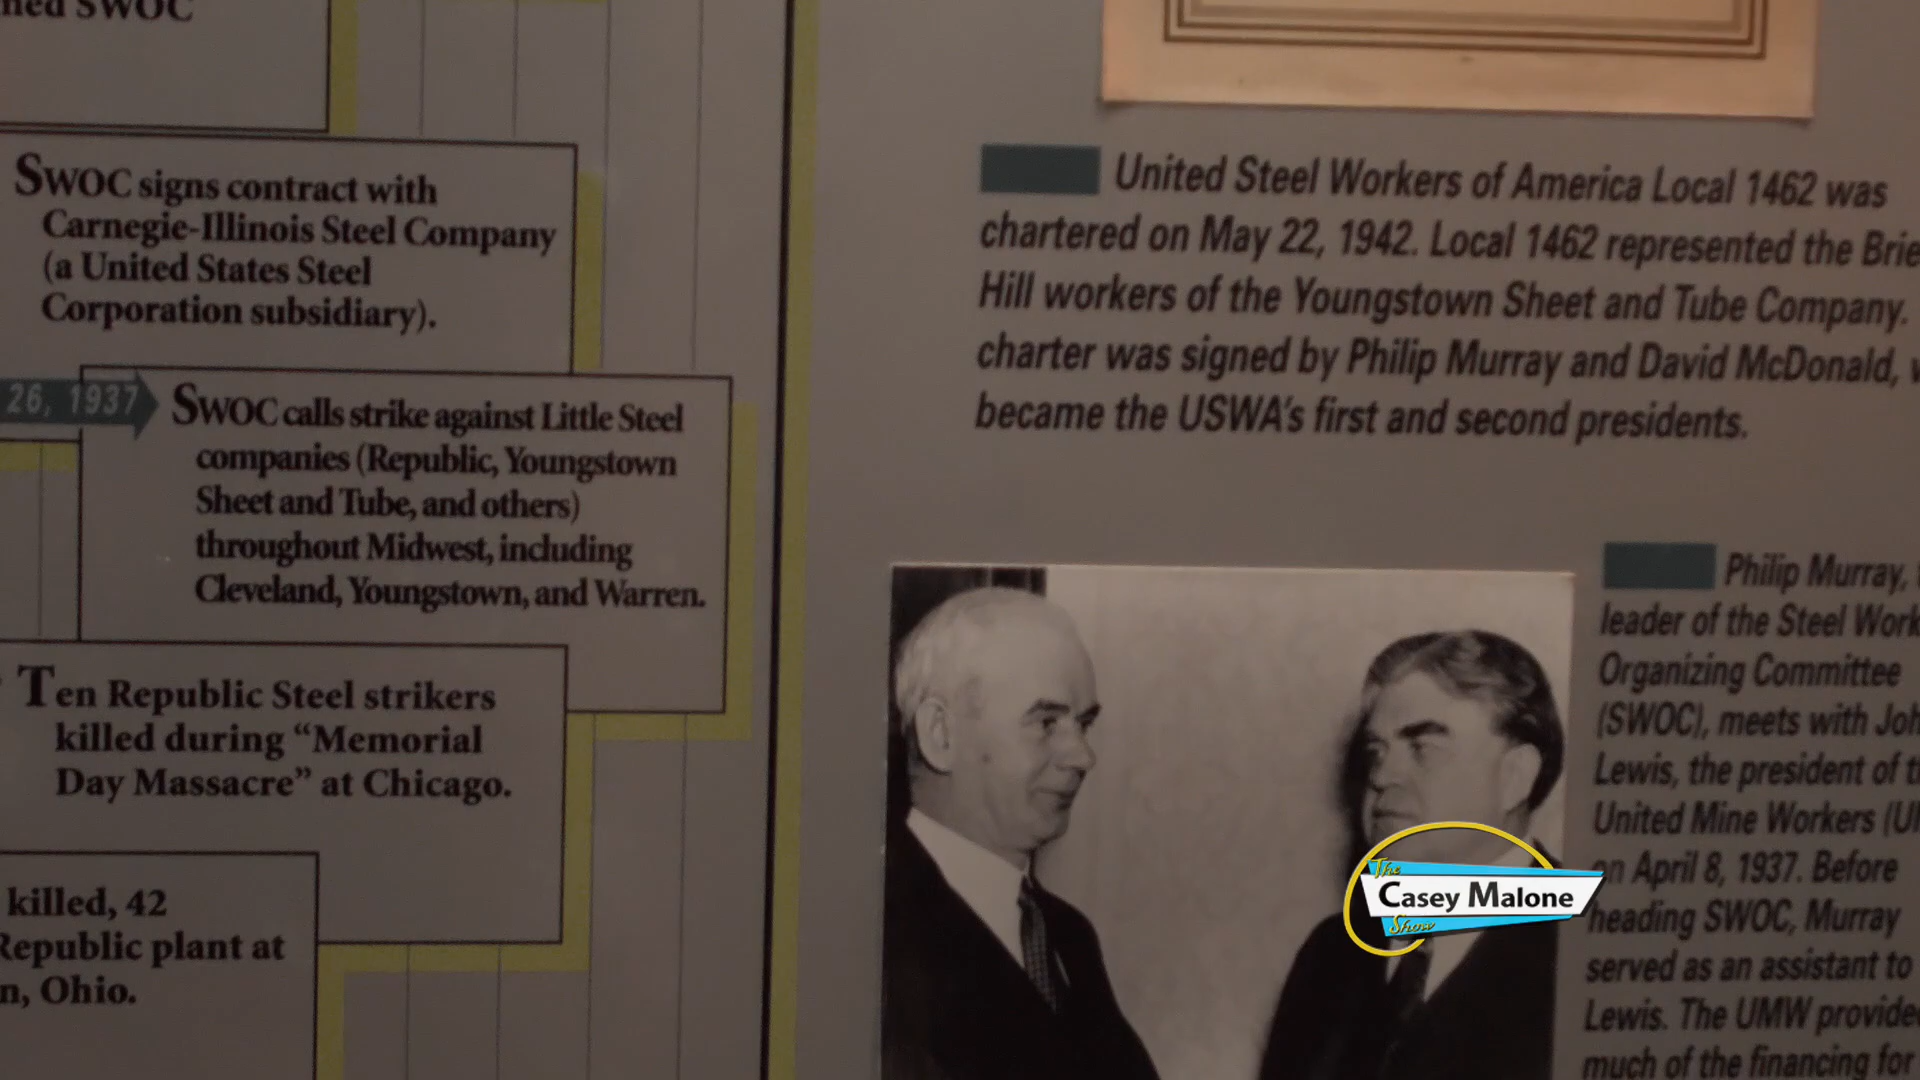 SWOC
SWOC signs contract with
Carnegie-Illinois Steel Company
(a United States Steel
Corporation subsidiary).
26, 1937
SWOC calls strike against Little Steel
companies (Republic, Youngstown
Sheet and Tube, and others)
throughout Midwest, including
Cleveland, Youngstown, and Warren.
Ten Republic Steel strikers
killed during “Memorial
Day Massacre” at Chicago.
killed, 42
Republic plant at
n, Ohio.
United Steel Workers of America Local 1462 was
chartered on May 22, 1942. Local 1462 represented the Brie
Hill workers of the Youngstown Sheet and Tube Company.
charter was signed by Philip Murray and David McDonald, w
became the USWA's first and second presidents.
Philip Murray, t
leader of the Steel Work
Organizing Committee
(SWOC), meets with Joh
Lewis, the president of t
United Mine Workers (U
on April 8, 1937. Before
heading SWOC, Murray
served as an assistant to
Lewis. The UMW provide
much of the financing for
The
Casey Malone
Show